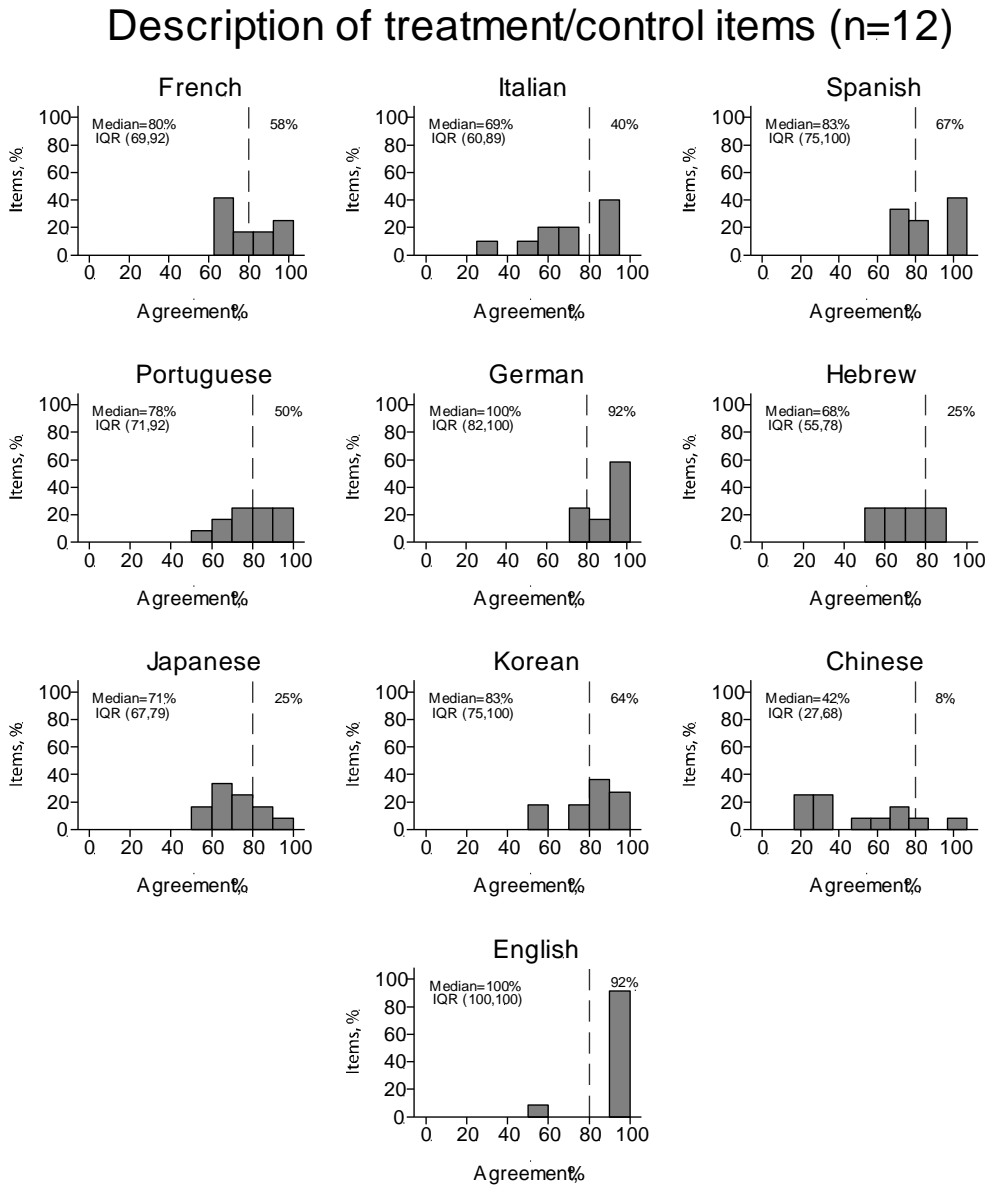 Description of treatment/control items (n=12)
French
Median=80%
IQR (69,92)
58%
Items, %
100
80
60
40
20
0
0 20 40 60 80 100
Agreement,%
Italian
Median=69%
IQR (60,89)
40%
Items, %
100
80
60
40
20
0
0 20 40 60 80 100
Agreement,%
Spanish
Median=83%
IQR (75,100)
67%
Items, %
100
80
60
40
20
0
0 20 40 60 80 100
Agreement,%
Portuguese
Median=78%
IQR (71,92)
50%
Items, %
100
80
60
40
20
0
0 20 40 60 80 100
Agreement,%
German
Median=100%
IQR (82,100)
92%
Items, %
100
80
60
40
20
0
0 20 40 60 80 100
Agreement,%
Hebrew
Median=68%
IQR (55,78)
25%
Items, %
100
80
60
40
20
0
0 20 40 60 80 100
Agreement,%
Japanese
Median=71%
IQR (67,79)
25%
Items, %
100
80
60
40
20
0
0 20 40 60 80 100
Agreement,%
Korean
Median=83%
IQR (75,100)
64%
Items, %
100
80
60
40
20
0
0 20 40 60 80 100
Agreement,%
Chinese
Median=42%
IQR (27,68)
8%
Items, %
100
80
60
40
20
0
0 20 40 60 80 100
Agreement,%
English
Median=100%
IQR (100,100)
92%
Items, %
100
80
60
40
20
0
0 20 40 60 80 100
Agreement,%